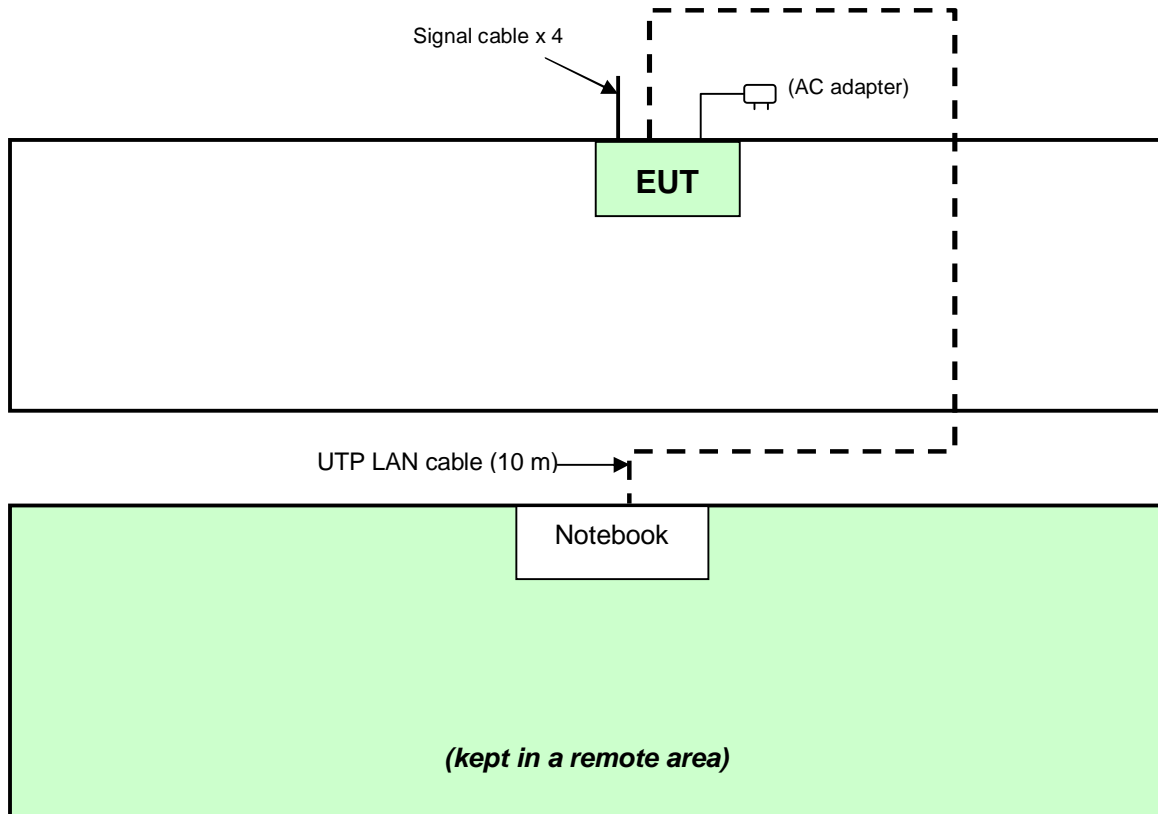 Signal cable x 4
(AC adapter)
EUT
UTP LAN cable (10 m)
Notebook
(kept in a remote area)